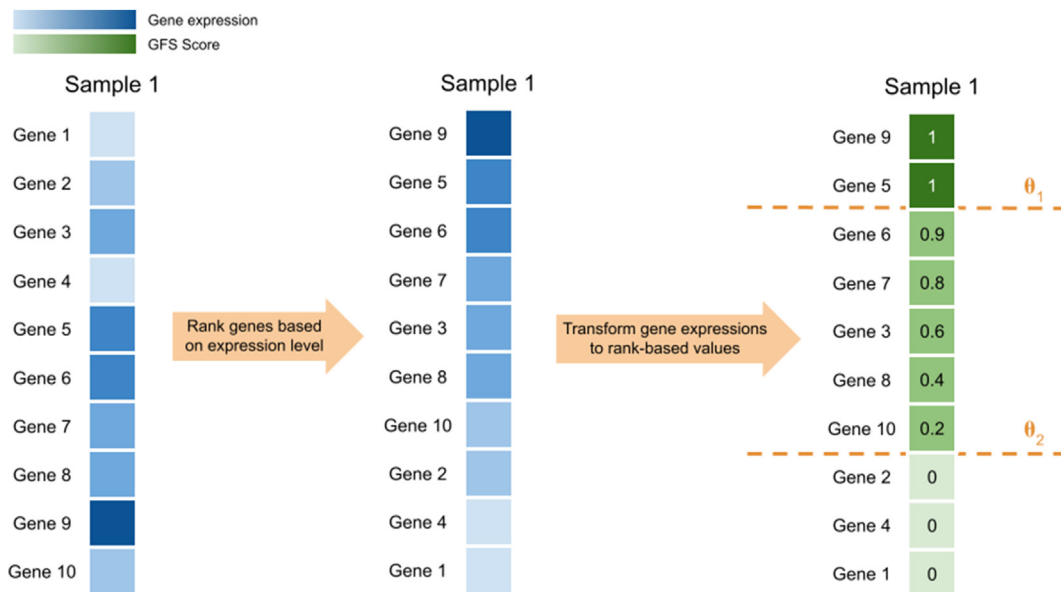 Gene expression
GFS Score
Sample 1
Gene 1
Gene 2
Gene 3
Gene 4
Gene 5
Gene 6
Gene 7
Gene 8
Gene 9
Gene 10
Rank genes based
on expression level
Sample 1
Gene 9
Gene 5
Gene 6
Gene 7
Gene 3
Gene 8
Gene 10
Gene 2
Gene 4
Gene 1
Transform gene expressions
to rank-based values
Sample 1
Gene 9 1
Gene 5 1 θ1
Gene 6 0.9
Gene 7 0.8
Gene 3 0.6
Gene 8 0.4
Gene 10 0.2 θ2
Gene 2 0
Gene 4 0
Gene 1 0